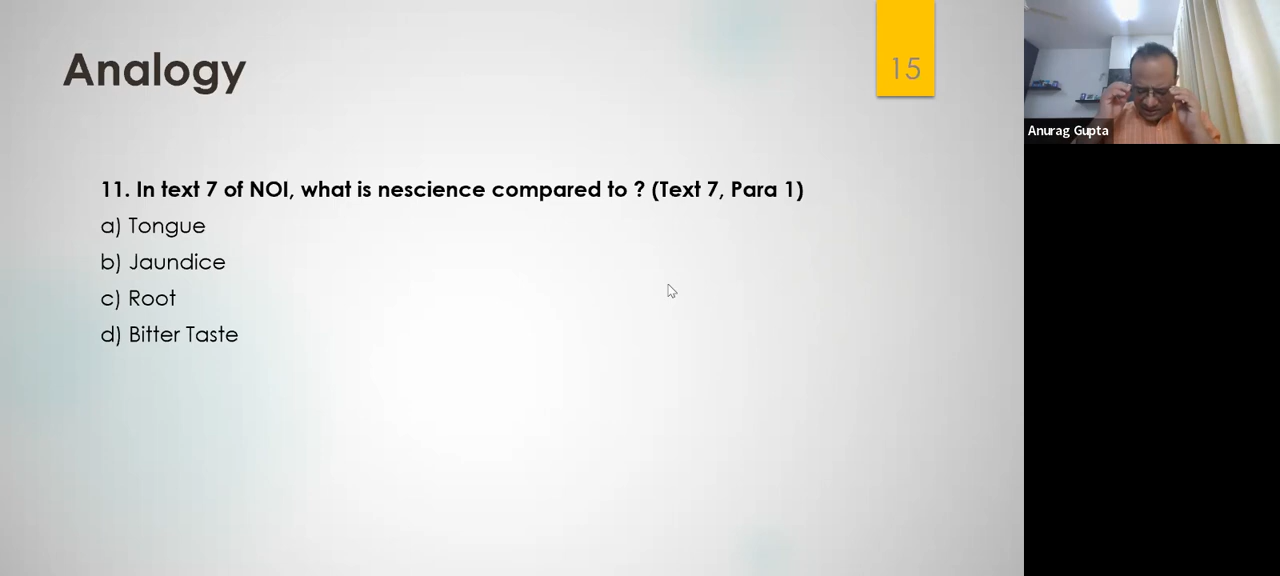 Analogy
15
11. In text 7 of NOI, what is nescience compared to ? (Text 7, Para 1)
a) Tongue
b) Jaundice
c) Root
d) Bitter Taste
Anurag Gupta